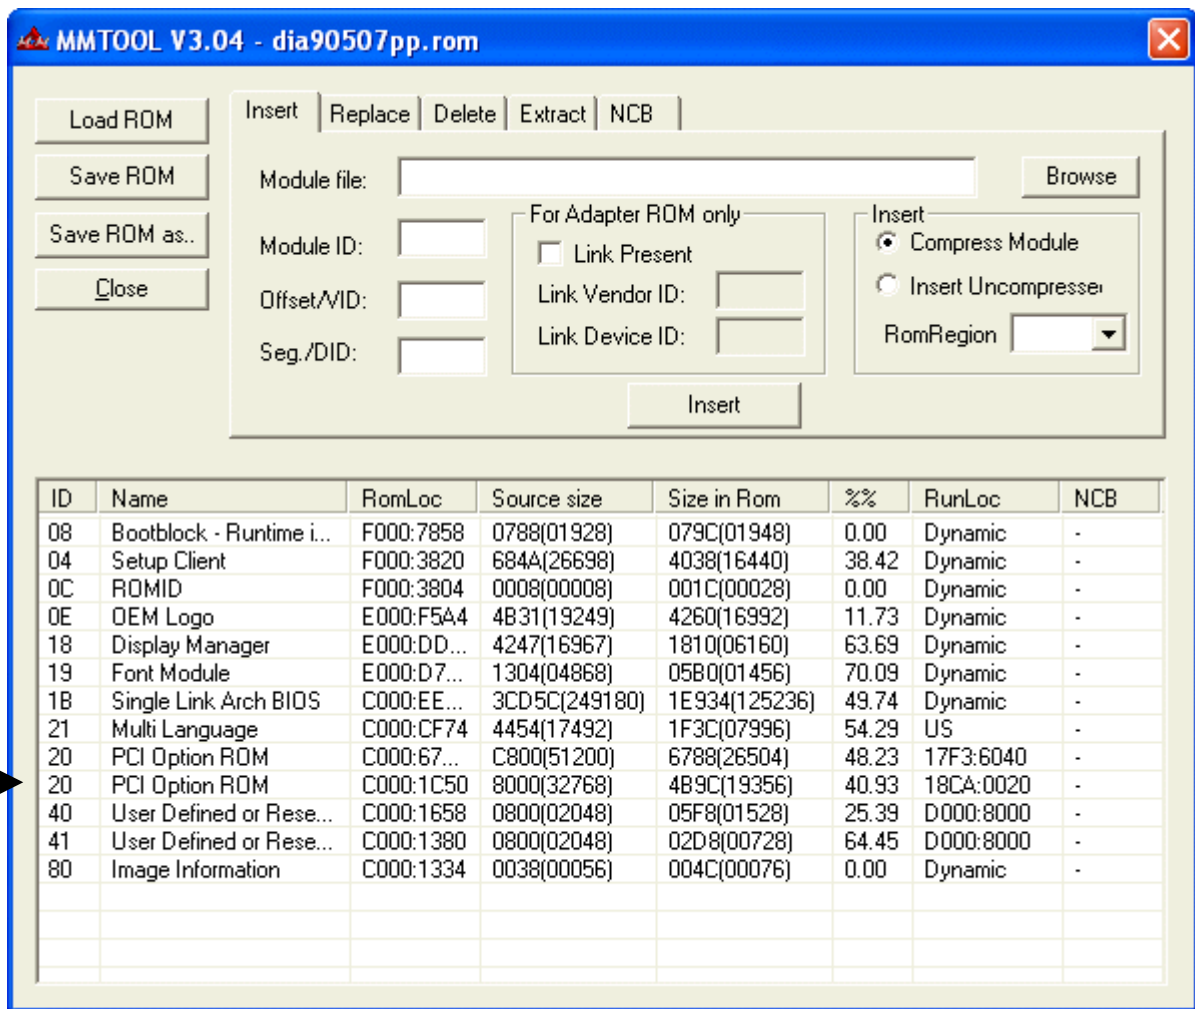 MMTOOL V3.04 - dia90507pp.rom
Load ROM
Save ROM
Save ROM as..
Close
Insert Replace Delete Extract NCB
Module file: Browse
Module ID:
Offset/VID:
Seg./DID:
For Adapter ROM only
Link Present
Link Vendor ID:
Link Device ID:
Insert
Compress Module
Insert Uncompresse
RomRegion
Insert
ID Name RomLoc Source size Size in Rom %% RunLoc NCB
08 Bootblock - Runtime i... F000:7858 0788(01928) 079C(01948) 0.00 Dynamic -
04 Setup Client F000:3820 684A(26698) 4038(16440) 38.42 Dynamic -
0C ROMID F000:3804 0008(00008) 001C(00028) 0.00 Dynamic -
0E OEM Logo E000:F5A4 4B31(19249) 4260(16992) 11.73 Dynamic -
18 Display Manager E000:DD... 4247(16967) 1810(06160) 63.69 Dynamic -
19 Font Module E000:D7... 1304(04868) 05B0(01456) 70.09 Dynamic -
1B Single Link Arch BIOS C000:EE... 3CD5C(249180) 1E934(125236) 49.74 Dynamic -
21 Multi Language C000:CF74 4454(17492) 1F3C(07996) 54.29 US -
20 PCI Option ROM C000:67... C800(51200) 6788(26504) 48.23 17F3:6040 -
20 PCI Option ROM C000:1C50 8000(32768) 4B9C(19356) 40.93 18CA:0020 -
40 User Defined or Rese... C000:1658 0800(02048) 05F8(01528) 25.39 D000:8000 -
41 User Defined or Rese... C000:1380 0800(02048) 02D8(00728) 64.45 D000:8000 -
80 Image Information C000:1334 0038(00056) 004C(00076) 0.00 Dynamic -